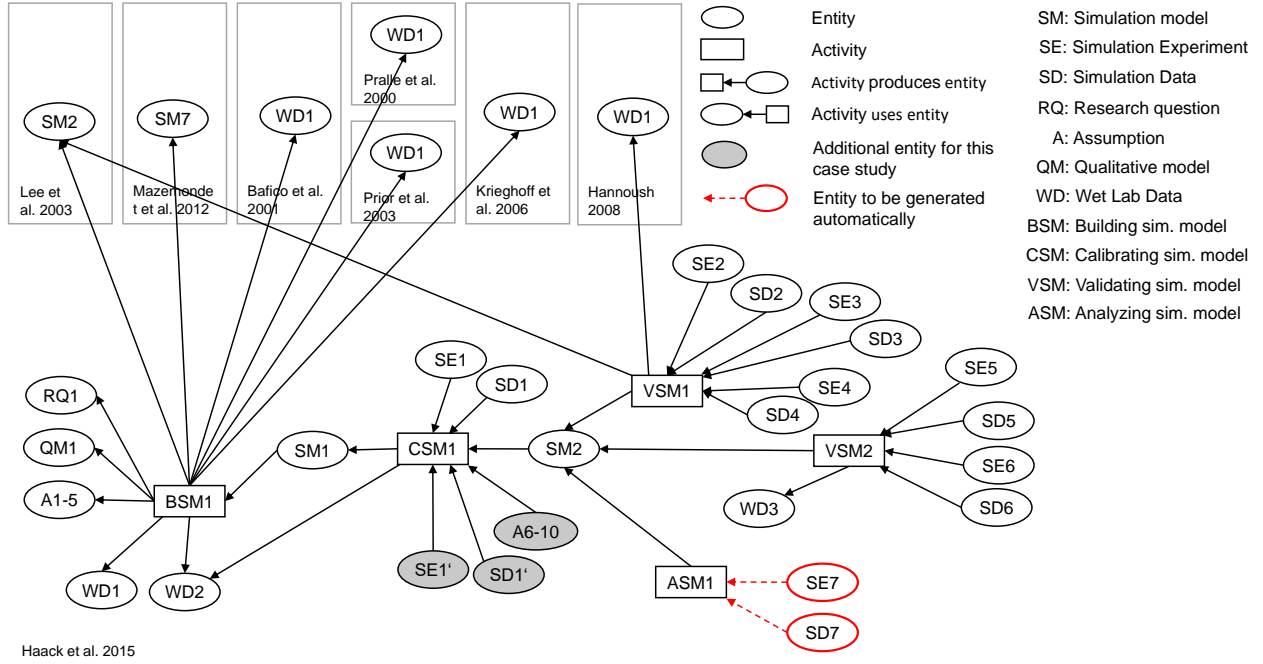 SM2
Lee et
al. 2003
SM7
Mazemonde
t et al. 2012
WD1
Bafico et al.
2001
WD1
Pralle et al.
2000
WD1
Prior et al.
2003
WD1
Krieghoff et
al. 2006
WD1
Hannoush
2008
Entity
Activity
Activity produces entity
Activity uses entity
Additional entity for this
case study
Entity to be generated
automatically
SM: Simulation model
SE: Simulation Experiment
SD: Simulation Data
RQ: Research question
A: Assumption
QM: Qualitative model
WD: Wet Lab Data
BSM: Building sim. model
CSM: Calibrating sim. model
VSM: Validating sim. model
ASM: Analyzing sim. model
SE2
SD2
SE3
SD3
SE4
SD4
VSM1
SE1
SD1
RQ1
QM1
A1-5
BSM1
SM1
CSM1
SM2
VSM2
SE5
SD5
SE6
SD6
WD3
WD1
WD2
SE1‘
SD1‘
A6-10
ASM1
SE7
SD7
Haack et al. 2015